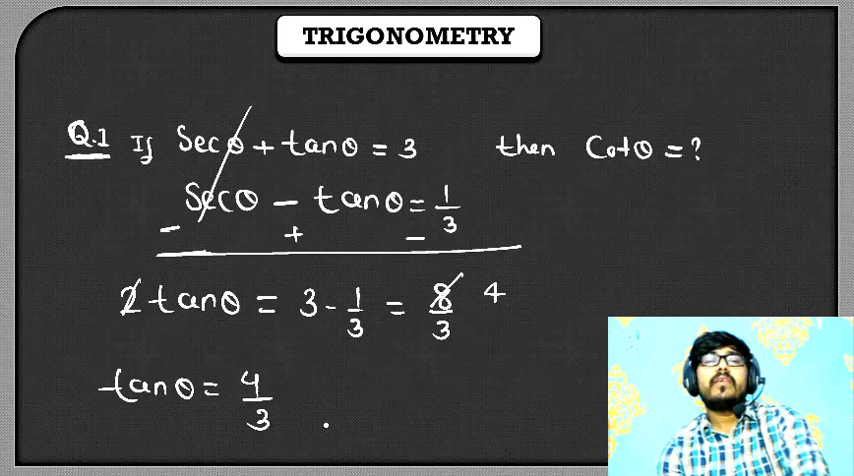 TRIGONOMETRY
Q.1 If Secθ + tanθ = 3 then Cotθ = ?
Secθ - tanθ = 1/3
- + -
2tanθ = 3 - 1/3 = 8/3 4
tanθ = 4/3 .